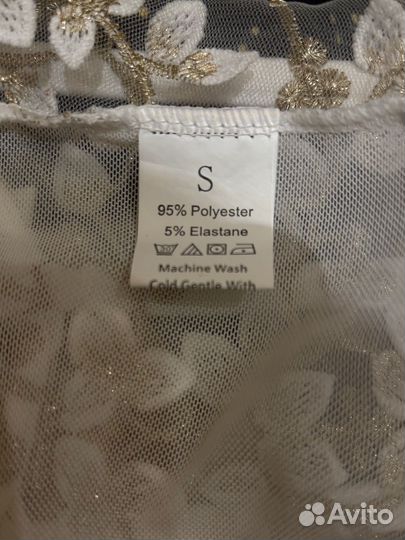 S
95% Polyester
5% Elastane
Machine Wash
Cold Gentle With
Avito